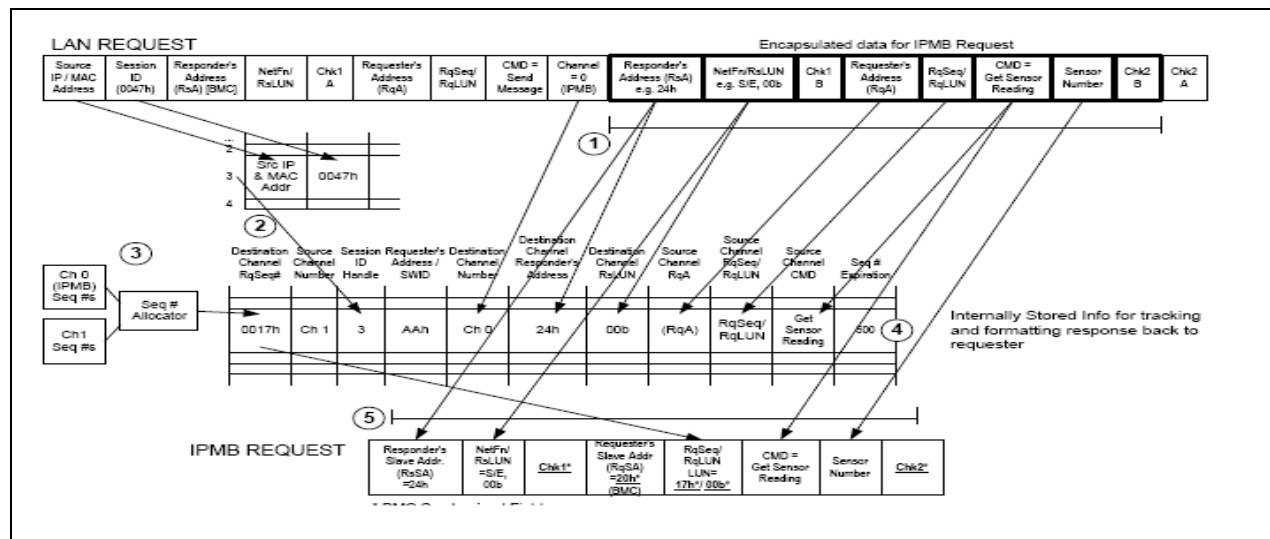 LAN REQUEST
Encapsulated data for IPMB Request
Source
IP / MAC
Address
Session
ID
(0047h)
Responder's
Address
(RsA) [BMC]
NetFn/
RsLUN
Chk1
A
Requester's
Address
(RqA)
RqSeq/
RqLUN
CMD =
Send
Message
Channel
= 0
(IPMB)
Responder's
Address (RsA)
e.g. 24h
NetFn/RsLUN
e.g. S/E, 00b
Chk1
B
Requester's
Address
(RqA)
RqSeq/
RqLUN
CMD =
Get Sensor
Reading
Sensor
Number
Chk2
B
Chk2
A
1
...
2
3
4
Src IP
& MAC
Addr
0047h
2
3
Ch 0
(IPMB)
Seq #s
Ch1
Seq #s
Seq #
Allocator
Destination
Channel
RqSeq#
Source
Channel
Number
Session
ID
Handle
Requester's
Address /
SWID
Destination
Channel
Number
Destination
Channel
Responder's
Address
Destination
Channel
RsLUN
Source
Channel
RqA
Source
Channel
RqSeq/
RqLUN
Source
Channel
CMD
Seq #
Expiration
0017h
Ch 1
3
AAh
Ch 0
24h
00b
(RqA)
RqSeq/
RqLUN
Get
Sensor
Reading
500
4
Internally Stored Info for tracking
and formatting response back to
requester
5
IPMB REQUEST
Responder's
Slave Addr.
(RsSA)
=24h
NetFn/
RsLUN
=S/E,
00b
Chk1*
Requester's
Slave Addr
(RqSA)
=20h*
(BMC)
RqSeq/
RqLUN
LUN=
17h*/ 00b*
CMD =
Get Sensor
Reading
Sensor
Number
Chk2*